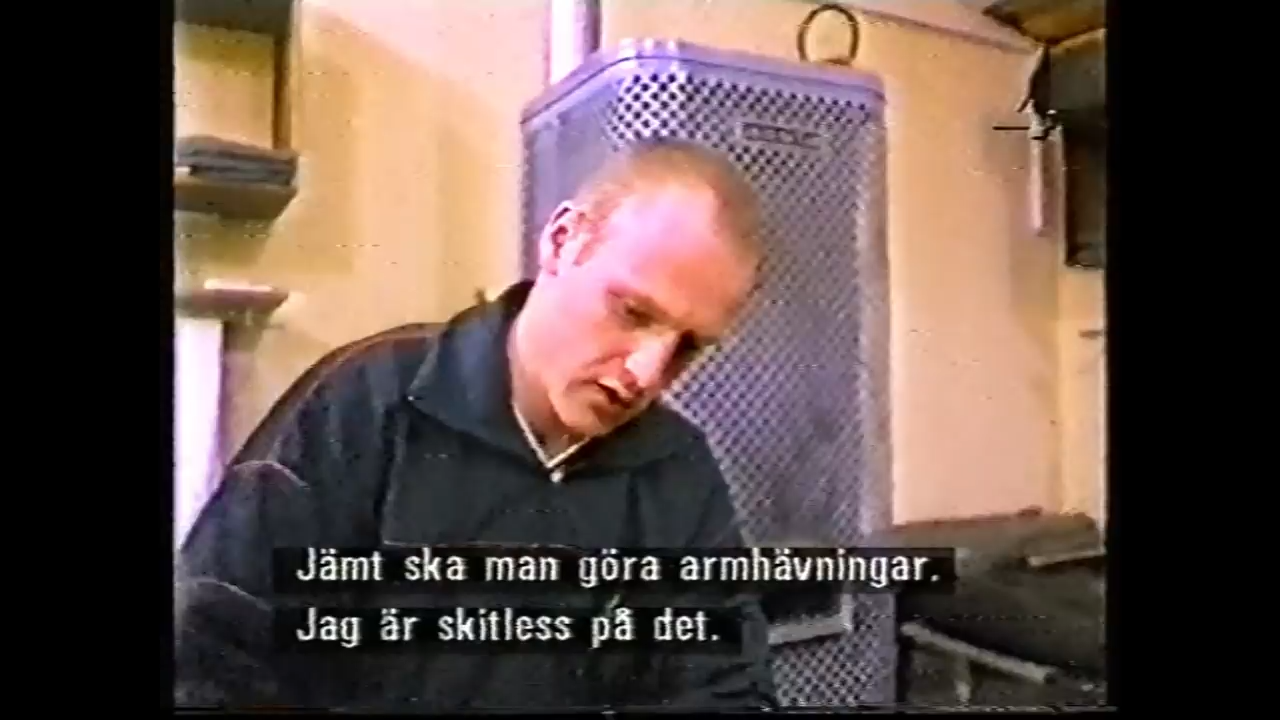 Jämt ska man göra armhävningar.
Jag är skitless på det.